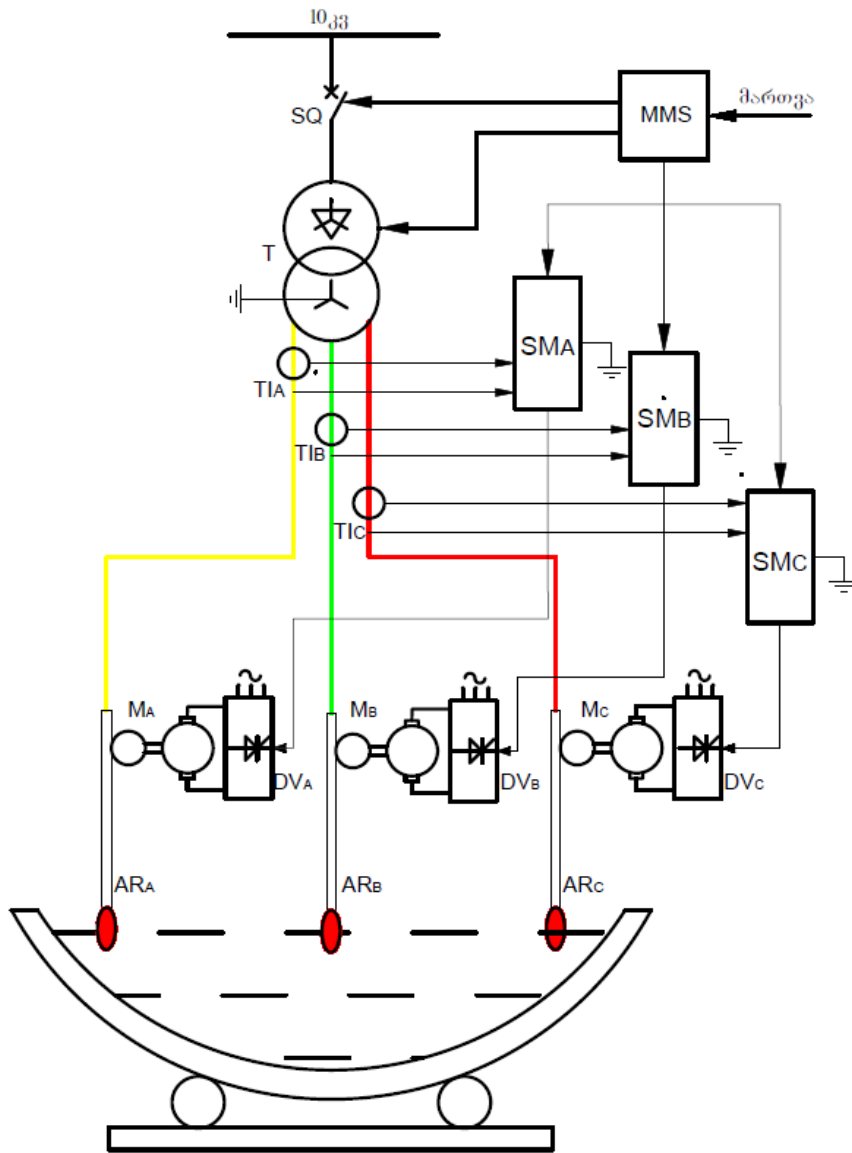 10კვ
SQ
MMS
მართვა
T
SMA
TIA
SMB
TIB
TIC
SMC
MA
MB
MC
DVA
DVB
DVC
ARA
ARB
ARC